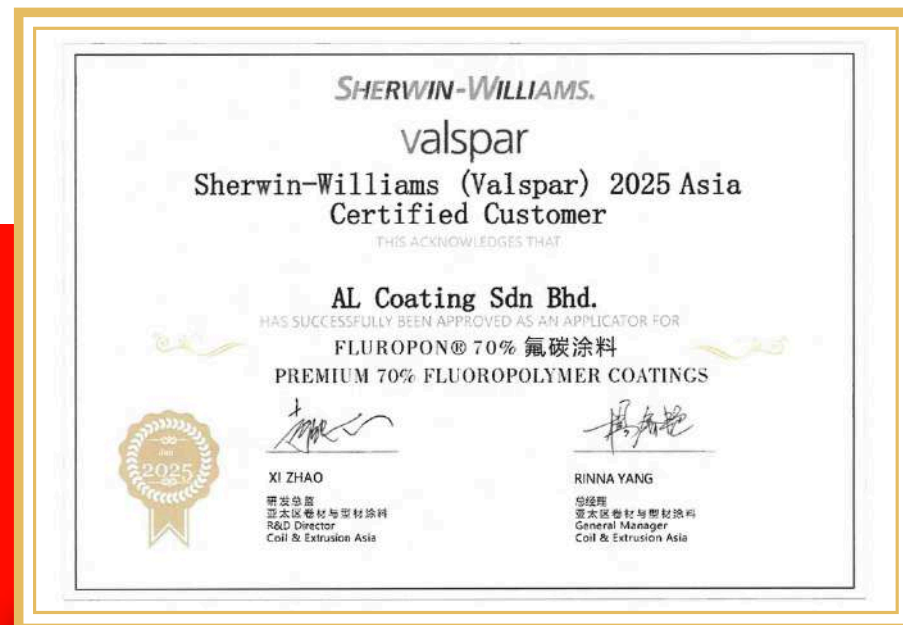 SHERWIN-WILLIAMS.
valspar
Sherwin-Williams (Valspar) 2025 Asia
Certified Customer
THIS ACKNOWLEDGES THAT
AL Coating Sdn Bhd.
HAS SUCCESSFULLY BEEN APPROVED AS AN APPLICATOR FOR
FLUROPON® 70% 氟碳涂料
PREMIUM 70% FLUOROPOLYMER COATINGS
2025
XI ZHAO
研发总监
亚太区卷材与型材涂料
R&D Director
Coil & Extrusion Asia
RINNA YANG
总经理
亚太区卷材与型材涂料
General Manager
Coil & Extrusion Asia